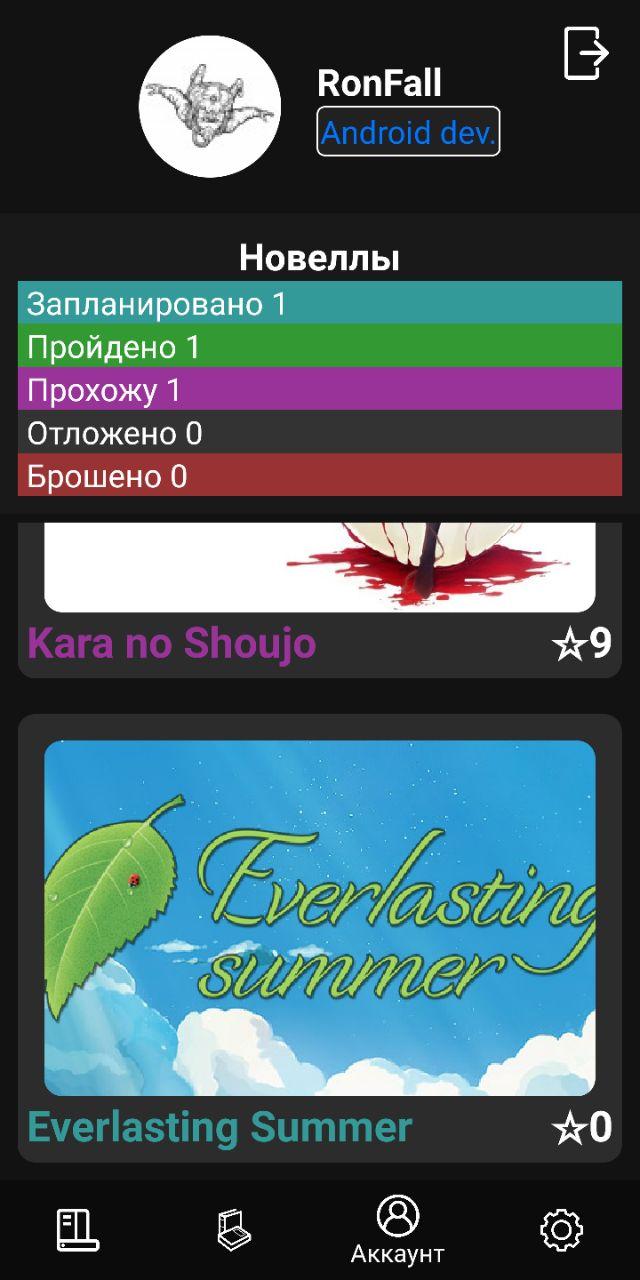 RonFall
Android dev.
Новеллы
Запланировано 1
Пройдено 1
Прохожу 1
Отложено 0
Брошено 0
Kara no Shoujo
☆9
Everlasting
summer
Everlasting Summer
☆0
Аккаунт